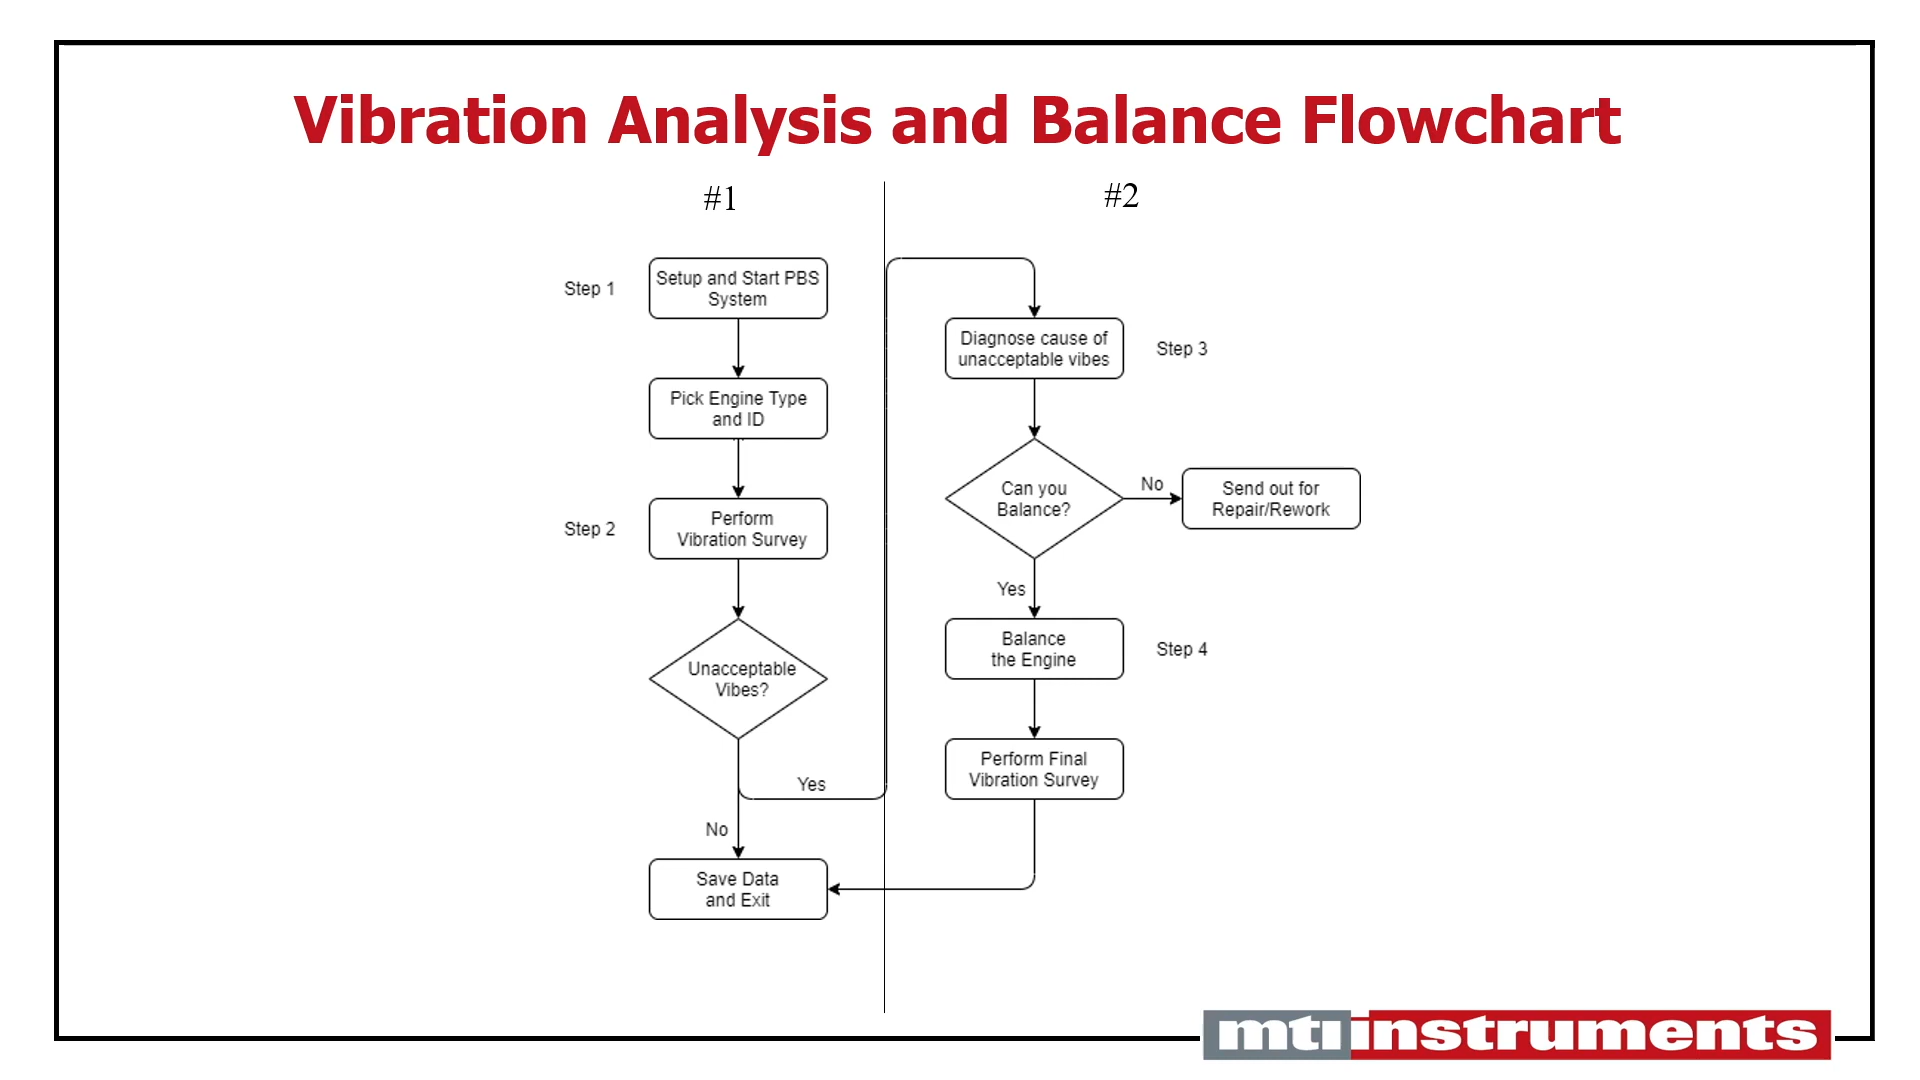 Vibration Analysis and Balance Flowchart
#1
Step 1
Setup and Start PBS
System
Pick Engine Type
and ID
Step 2
Perform
Vibration Survey
Unacceptable
Vibes?
Yes
No
Save Data
and Exit
#2
Diagnose cause of
unacceptable vibes
Step 3
Can you
Balance?
No
Send out for
Repair/Rework
Yes
Balance
the Engine
Step 4
Perform Final
Vibration Survey
mtiinstruments